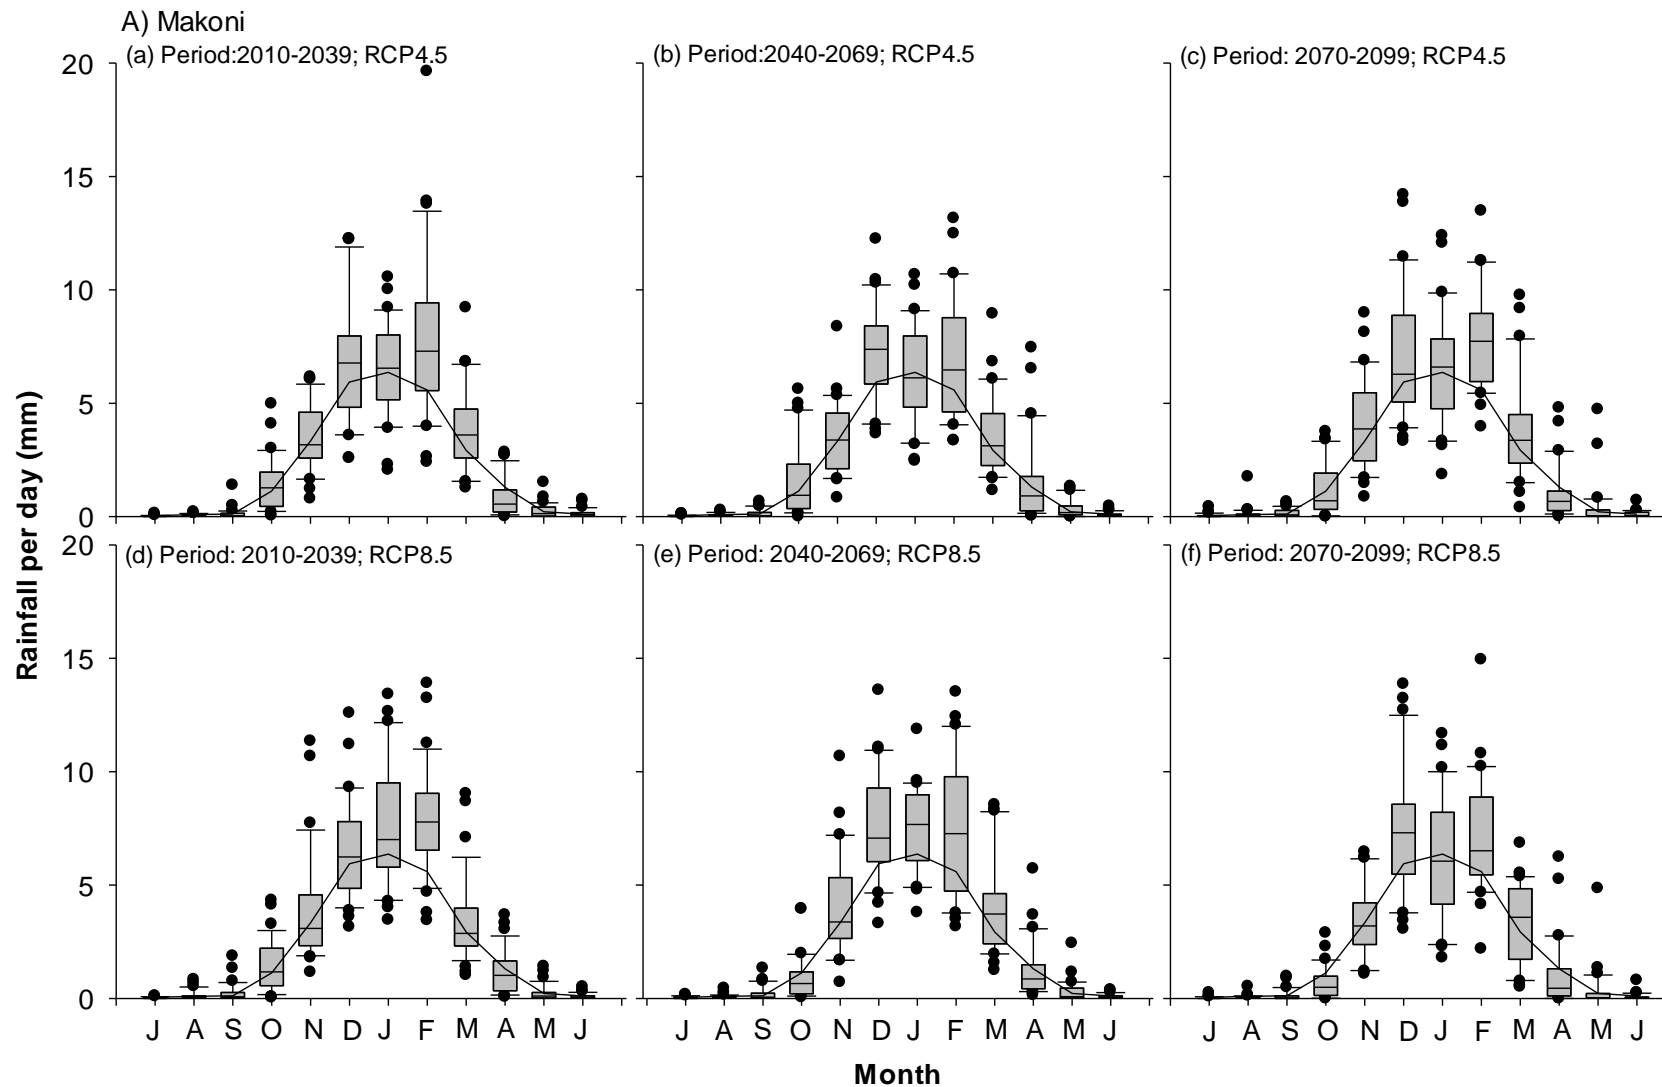 A) Makoni
(a) Period:2010-2039; RCP4.5
(b) Period:2040-2069; RCP4.5
(c) Period: 2070-2099; RCP4.5
20
15
10
5
0
(d) Period: 2010-2039; RCP8.5
(e) Period: 2040-2069; RCP8.5
(f) Period: 2070-2099; RCP8.5
20
15
10
5
0
Rainfall per day (mm)
J A S O N D J F M A M J
J A S O N D J F M A M J
J A S O N D J F M A M J
Month